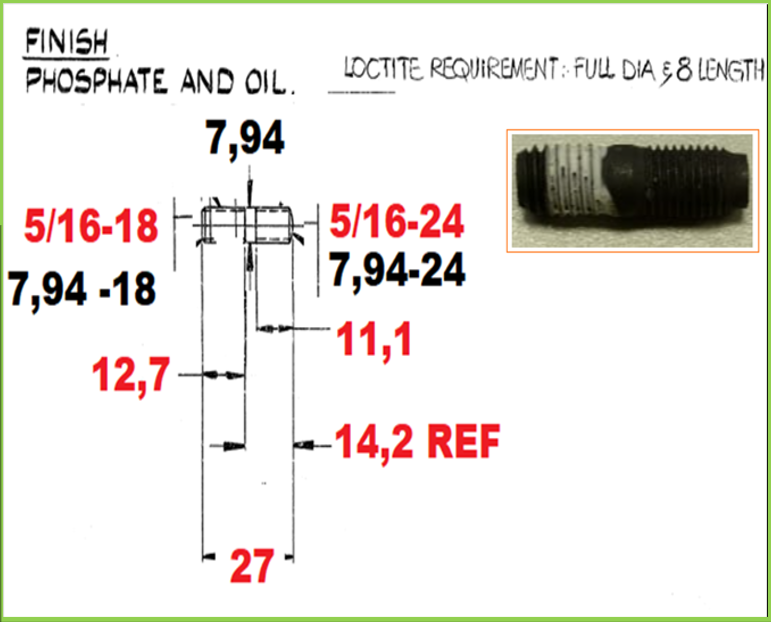 FINISH
PHOSPHATE AND OIL.
LOCTITE REQUIREMENT: FULL DIA & 8 LENGTH
7,94
5/16-18
5/16-24
7,94 -18
7,94-24
11,1
12,7
14,2 REF
27